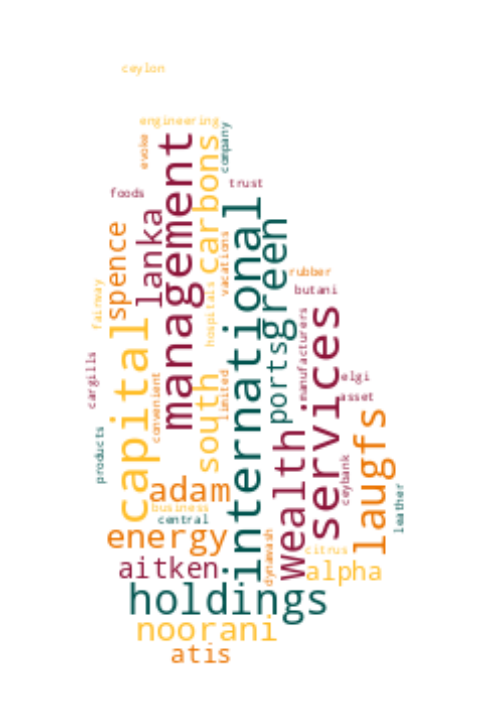 ceylon
engineering
evoke
management
carbons
company
trust
foods
lanka
international
spence
green
vacations
rubber
fairway
hospitals
butani
capital
services
manufacturers
ports
cargills
convenient
south
limited
elgi
asset
products
laugfs
wealth
ceybank
adam
leather
business
central
energy
dynawash
citrus
aitken
alpha
holdings
noorani
atis